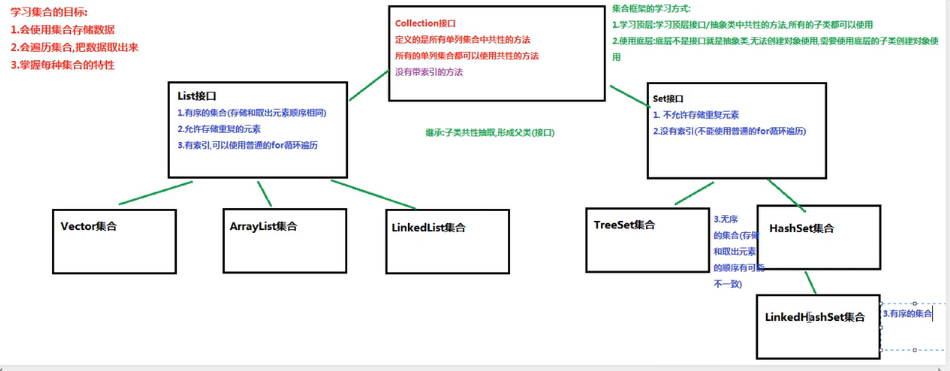 学习集合的目标:
1.会使用集合存储数据
2.会遍历集合,把数据取出来
3.掌握每种集合的特性
Collection接口
定义的是所有单列集合中共性的方法
所有的单列集合都可以使用共性的方法
没有带索引的方法
集合框架的学习方式:
1.学习顶层:学习顶层接口/抽象类中共性的方法,所有的子类都可以使用
2.使用底层:底层不是接口就是抽象类,无法创建对象使用,需要使用底层的子类创建对象使
用
List接口
1.有序的集合(存储和取出元素顺序相同)
2.允许存储重复的元素
3.有索引,可以使用普通的for循环遍历
继承:子类共性抽取,形成父类(接口)
Set接口
1. 不允许存储重复元素
2.没有索引(不能使用普通的for循环遍历)
Vector集合
ArrayList集合
LinkedList集合
TreeSet集合
3.无序
的集合(存储
和取出元素
的顺序有可能
不一致)
HashSet集合
LinkedHashSet集合
3.有序的集合